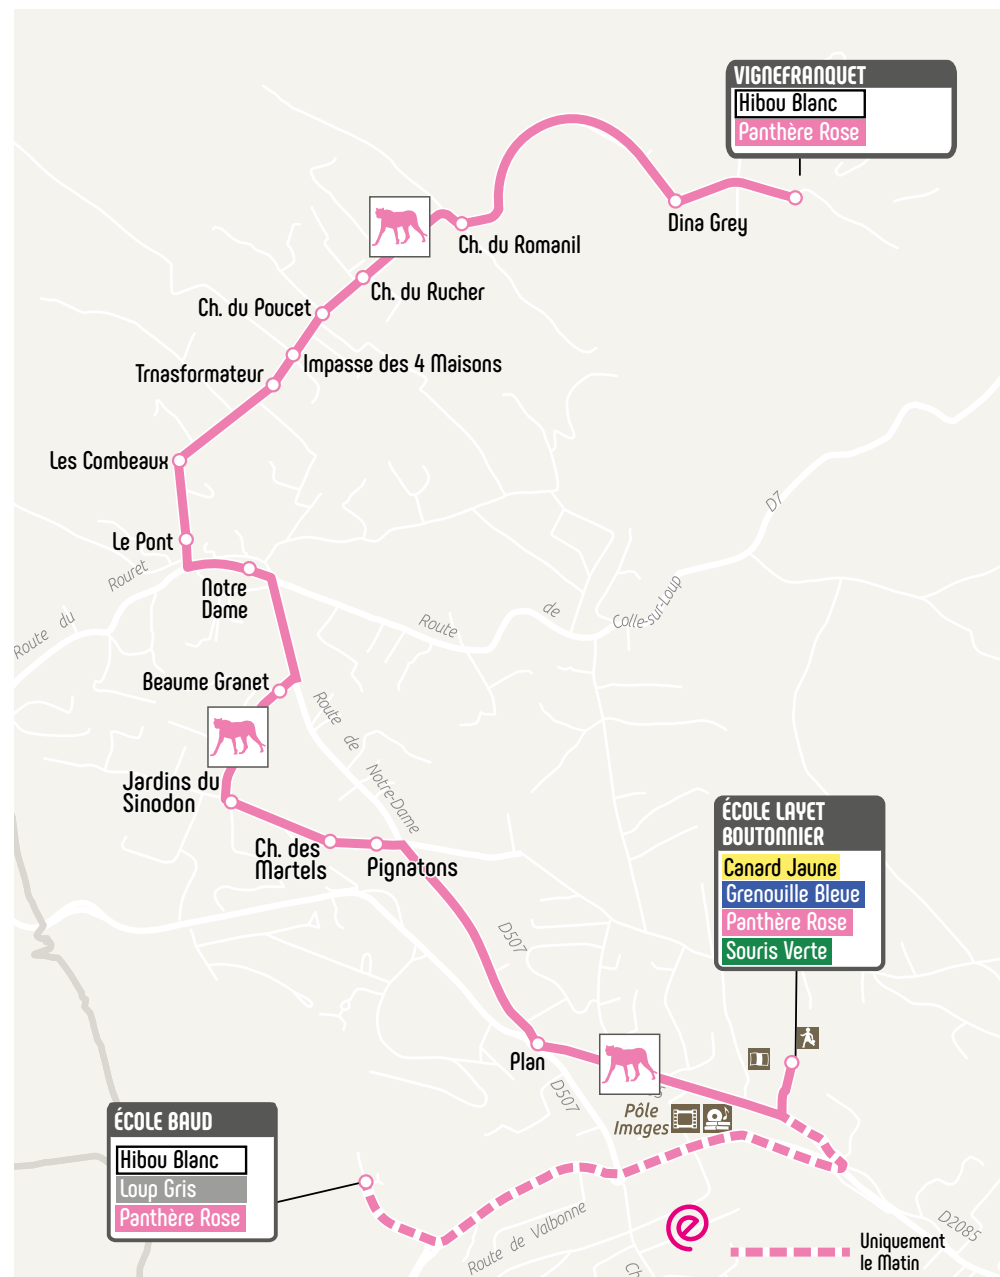 VIGNEFRANQUET
Hibou Blanc
Panthère Rose
Dina Grey
Ch. du Romanil
Ch. du Rucher
Ch. du Poucet
Impasse des 4 Maisons
Trnasformateur
Les Combeaux
D7
Le Pont
Rouret
Notre
Dame
Route du
Route
de
Colle-sur-Loup
Beaume Granet
Route de
Notre-Dame
Jardins du
Sinodon
Ch. des
Martels
Pignatons
ÉCOLE LAYET
BOUTONNIER
Canard Jaune
Grenouille Bleue
Panthère Rose
Souris Verte
D507
Plan
D507
Pôle
Images
ÉCOLE BAUD
Hibou Blanc
Loup Gris
Panthère Rose
Route de Valbonne
D2085
Uniquement
le Matin
Ch